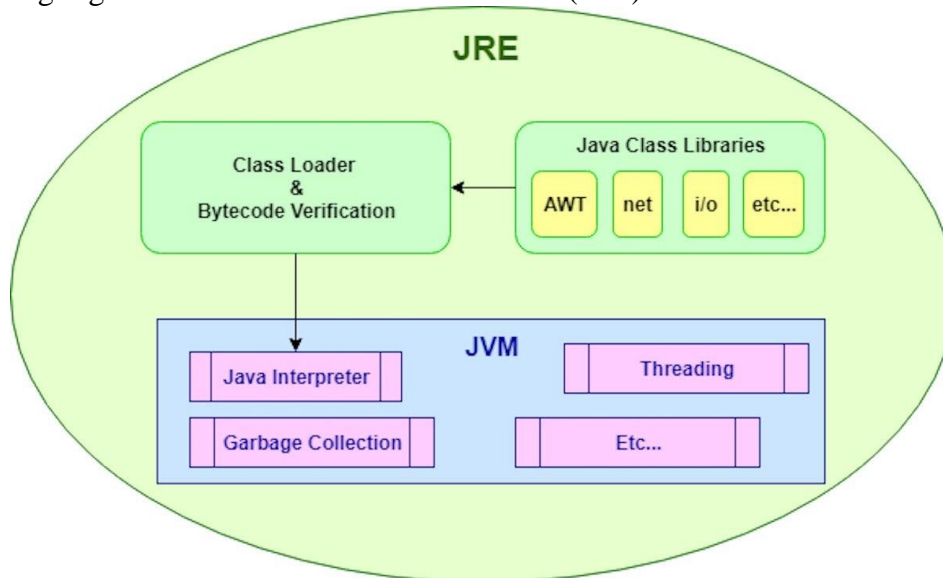 JRE
Class Loader
&
Bytecode Verification
Java Class Libraries
AWT net i/o etc...
JVM
Java Interpreter
Threading
Garbage Collection
Etc...